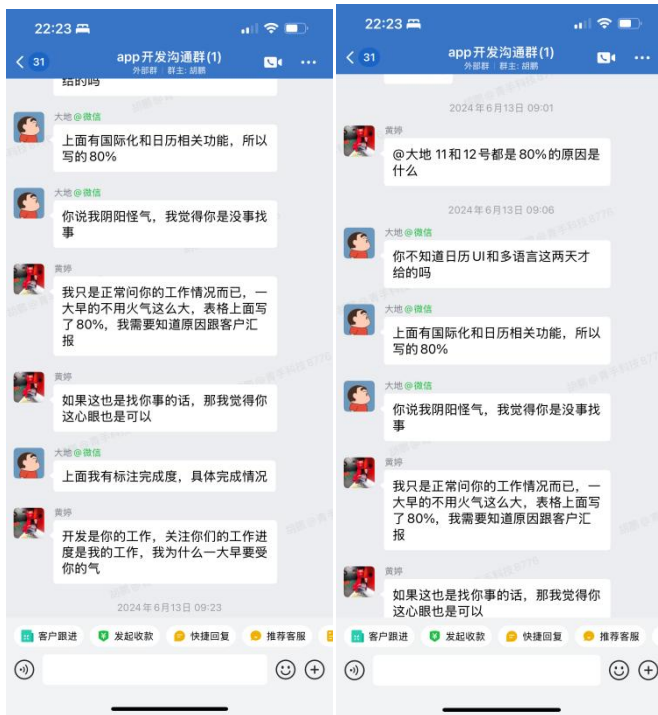 22:23
31
app开发沟通群(1)
外部群 | 群主: 胡鹏
给的吗
大地@微信
上面有国际化和日历相关功能，所以
写的80%
大地@微信
你说我阴阳怪气，我觉得你是没事找
事
黄婷
我只是正常问你的工作情况而已，一
大早的不用火气这么大，表格上面写
了80%，我需要知道原因跟客户汇
报
黄婷
如果这也是找你事的话，那我觉得你
这心眼也是可以
大地@微信
上面我有标注完成度，具体完成情况
黄婷
开发是你的工作，关注你们的工作进
度是我的工作，我为什么一大早要受
你的气
2024年6月13日 09:23
客户跟进
发起收款
快捷回复
推荐客服
22:23
31
app开发沟通群(1)
外部群 | 群主: 胡鹏
2024年6月13日 09:01
黄婷
@大地 11和12号都是80%的原因是
什么
2024年6月13日 09:06
大地@微信
你不知道日历UI和多语言这两天才
给的吗
大地@微信
上面有国际化和日历相关功能，所以
写的80%
大地@微信
你说我阴阳怪气，我觉得你是没事找
事
黄婷
我只是正常问你的工作情况而已，一
大早的不用火气这么大，表格上面写
了80%，我需要知道原因跟客户汇
报
黄婷
如果这也是找你事的话，那我觉得你
这心眼也是可以
客户跟进
发起收款
快捷回复
推荐客服